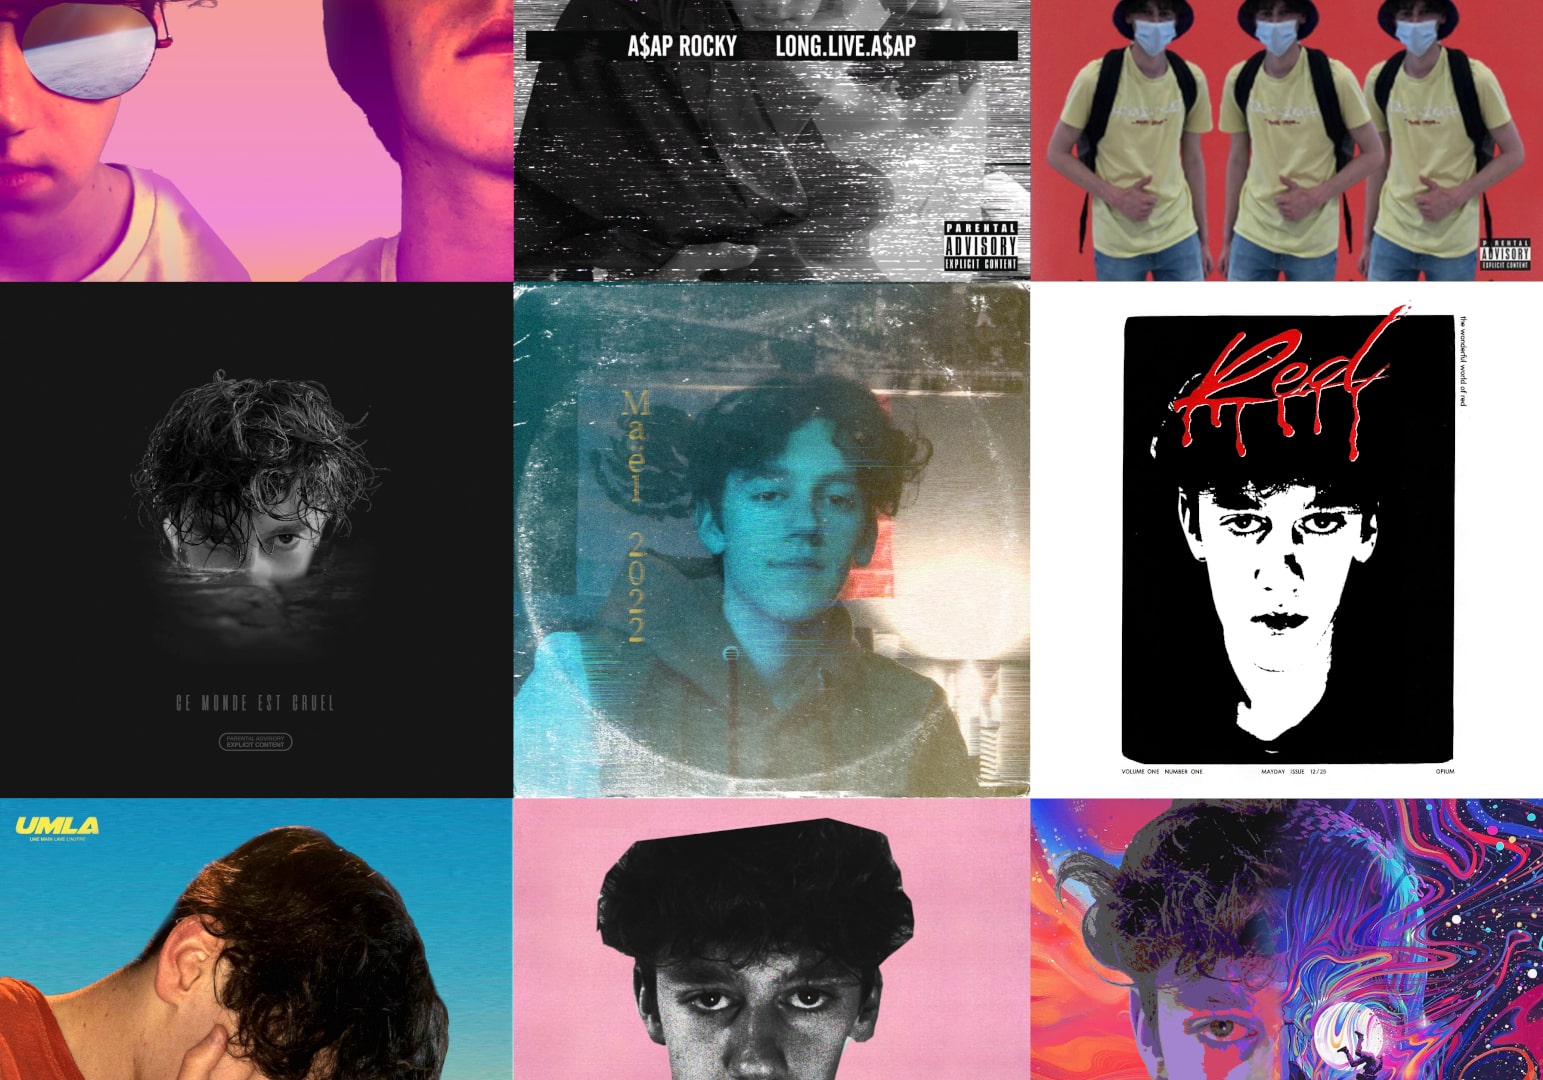 A$AP ROCKY LONG.LIVE.A$AP
PARENTAL
ADVISORY
EXPLICIT CONTENT
P RENTAL
ADVISORY
EXPLICIT CONTENT
CE MONDE EST CRUEL
PARENTAL ADVISORY
EXPLICIT CONTENT
Mael 2022
Red
the wonderful world of red
VOLUME ONE NUMBER ONE MAYDAY ISSUE 12/25 OPIUM
UMLA
UNE MAIN LAVE L'AUTRE